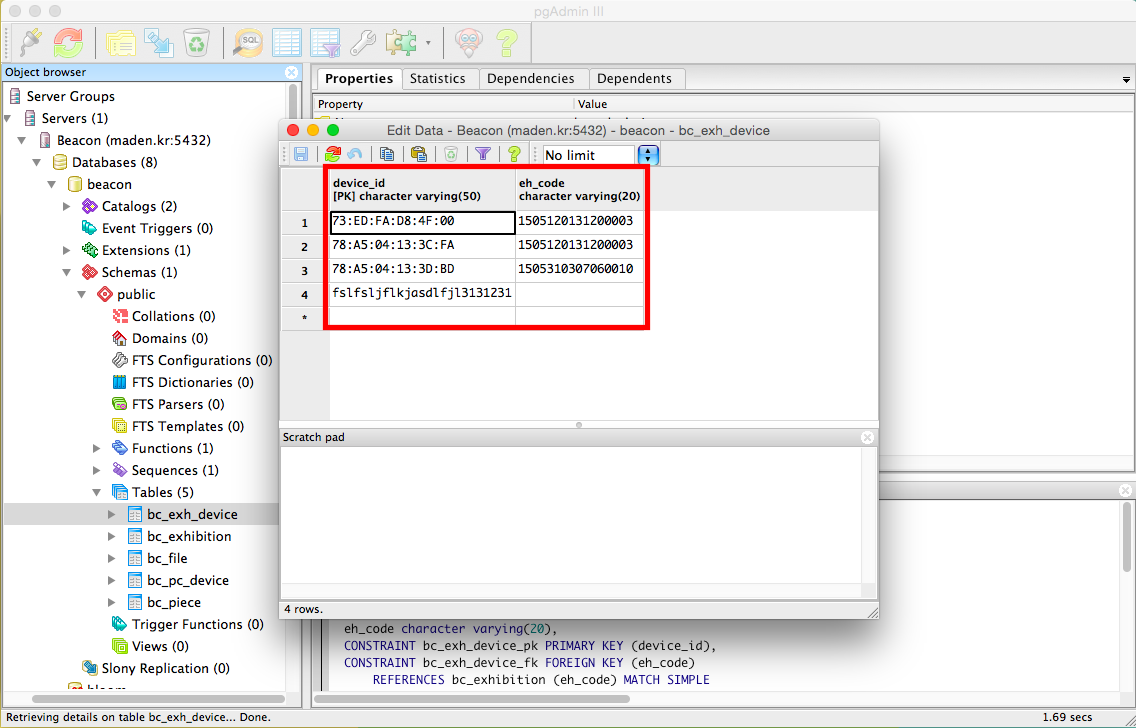 pgAdmin III
SQL
Object browser
Server Groups
Servers (1)
Beacon (maden.kr:5432)
Databases (8)
beacon
Catalogs (2)
Event Triggers (0)
Extensions (1)
Schemas (1)
public
Collations (0)
Domains (0)
FTS Configurations (0)
FTS Dictionaries (0)
FTS Parsers (0)
FTS Templates (0)
Functions (1)
Sequences (1)
Tables (5)
bc_exh_device
bc_exhibition
bc_file
bc_pc_device
bc_piece
Trigger Functions (0)
Views (0)
Slony Replication (0)
Properties Statistics Dependencies Dependents
Property Value
Edit Data - Beacon (maden.kr:5432) - beacon - bc_exh_device
No limit
device_id eh_code
[PK] character varying(50) character varying(20)
1 73:ED:FA:D8:4F:00 1505120131200003
2 78:A5:04:13:3C:FA 1505120131200003
3 78:A5:04:13:3D:BD 1505310307060010
4 fslfsljflkjasdlfjl3131231
*
Scratch pad
4 rows.
eh_code character varying(20),
CONSTRAINT bc_exh_device_pk PRIMARY KEY (device_id),
CONSTRAINT bc_exh_device_fk FOREIGN KEY (eh_code)
REFERENCES bc_exhibition (eh_code) MATCH SIMPLE
Retrieving details on table bc_exh_device... Done. 1.69 secs